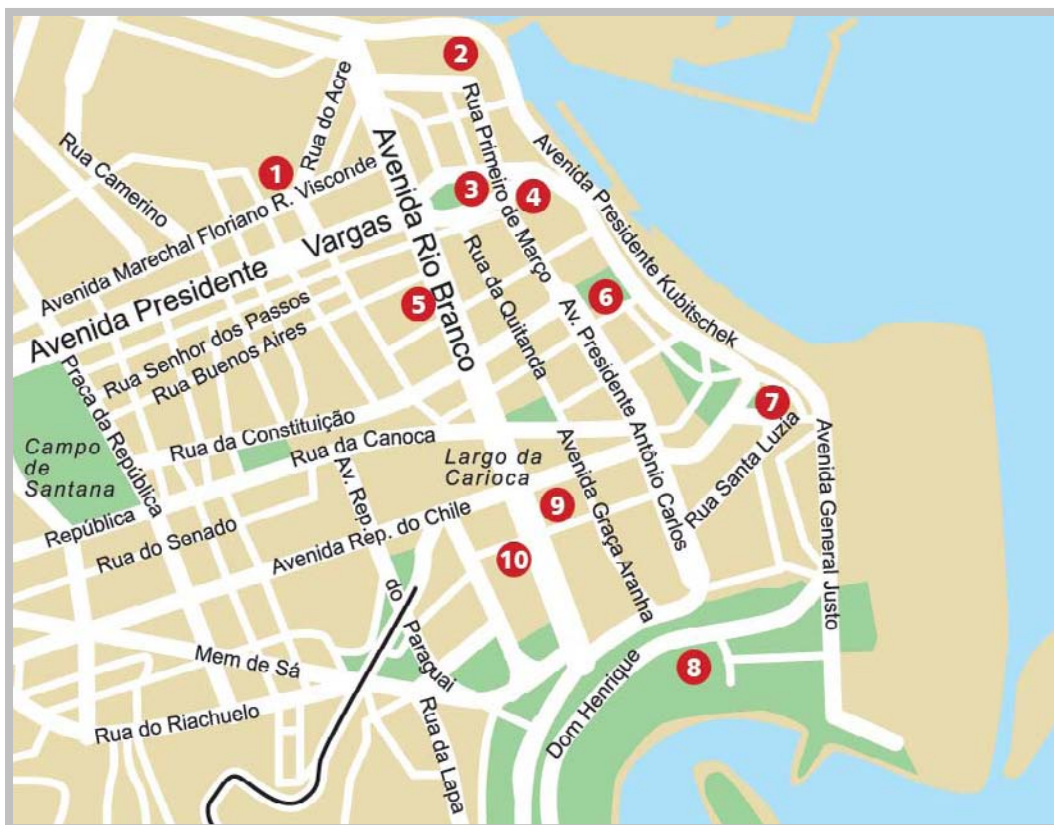 2
Rua do Acre
Rua Camerino
Avenida Rio Branco
Rua Primeiro de Março
Avenida Presidente Kubitschek
1
3
4
Avenida Marechal Floriano R. Visconde
Avenida Presidente Vargas
Rua da Quitanda
5
6
Av. Presidente Antônio Carlos
Rua Senhor dos Passos
Rua Buenos Aires
Praca da República
7
Rua da Constituição
Rua da Canoca
Campo
de
Santana
Largo da
Carioca
Avenida Graça Aranha
Rua Santa Luzia
Avenida General Justo
República
Rua do Senado
Avenida Rep. do Chile
Av. Rep. do Paraguai
9
10
Mem de Sá
8
Rua do Riachuelo
Rua da Lapa
Dom Henrique